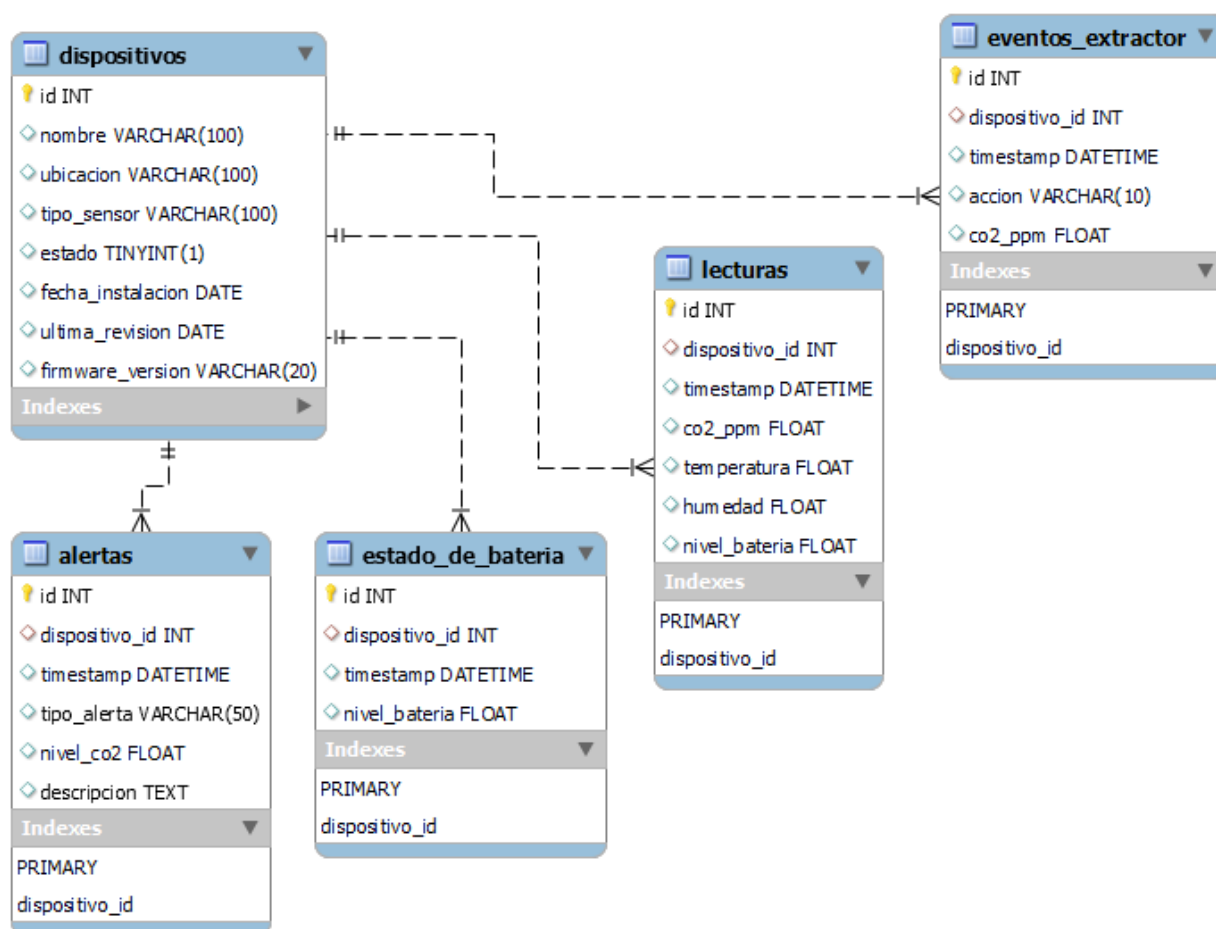 dispositivos
id INT
nombre VARCHAR(100)
ubicacion VARCHAR(100)
tipo_sensor VARCHAR(100)
estado TINYINT(1)
fecha_instalacion DATE
ultima_revision DATE
firmware_version VARCHAR(20)
Indexes
eventos_extractor
id INT
dispositivo_id INT
timestamp DATETIME
accion VARCHAR(10)
co2_ppm FLOAT
Indexes
PRIMARY
dispositivo_id
lecturas
id INT
dispositivo_id INT
timestamp DATETIME
co2_ppm FLOAT
temperatura FLOAT
humedad FLOAT
nivel_bateria FLOAT
Indexes
PRIMARY
dispositivo_id
alertas
id INT
dispositivo_id INT
timestamp DATETIME
tipo_alerta VARCHAR(50)
nivel_co2 FLOAT
descripcion TEXT
Indexes
PRIMARY
dispositivo_id
estado_de_bateria
id INT
dispositivo_id INT
timestamp DATETIME
nivel_bateria FLOAT
Indexes
PRIMARY
dispositivo_id